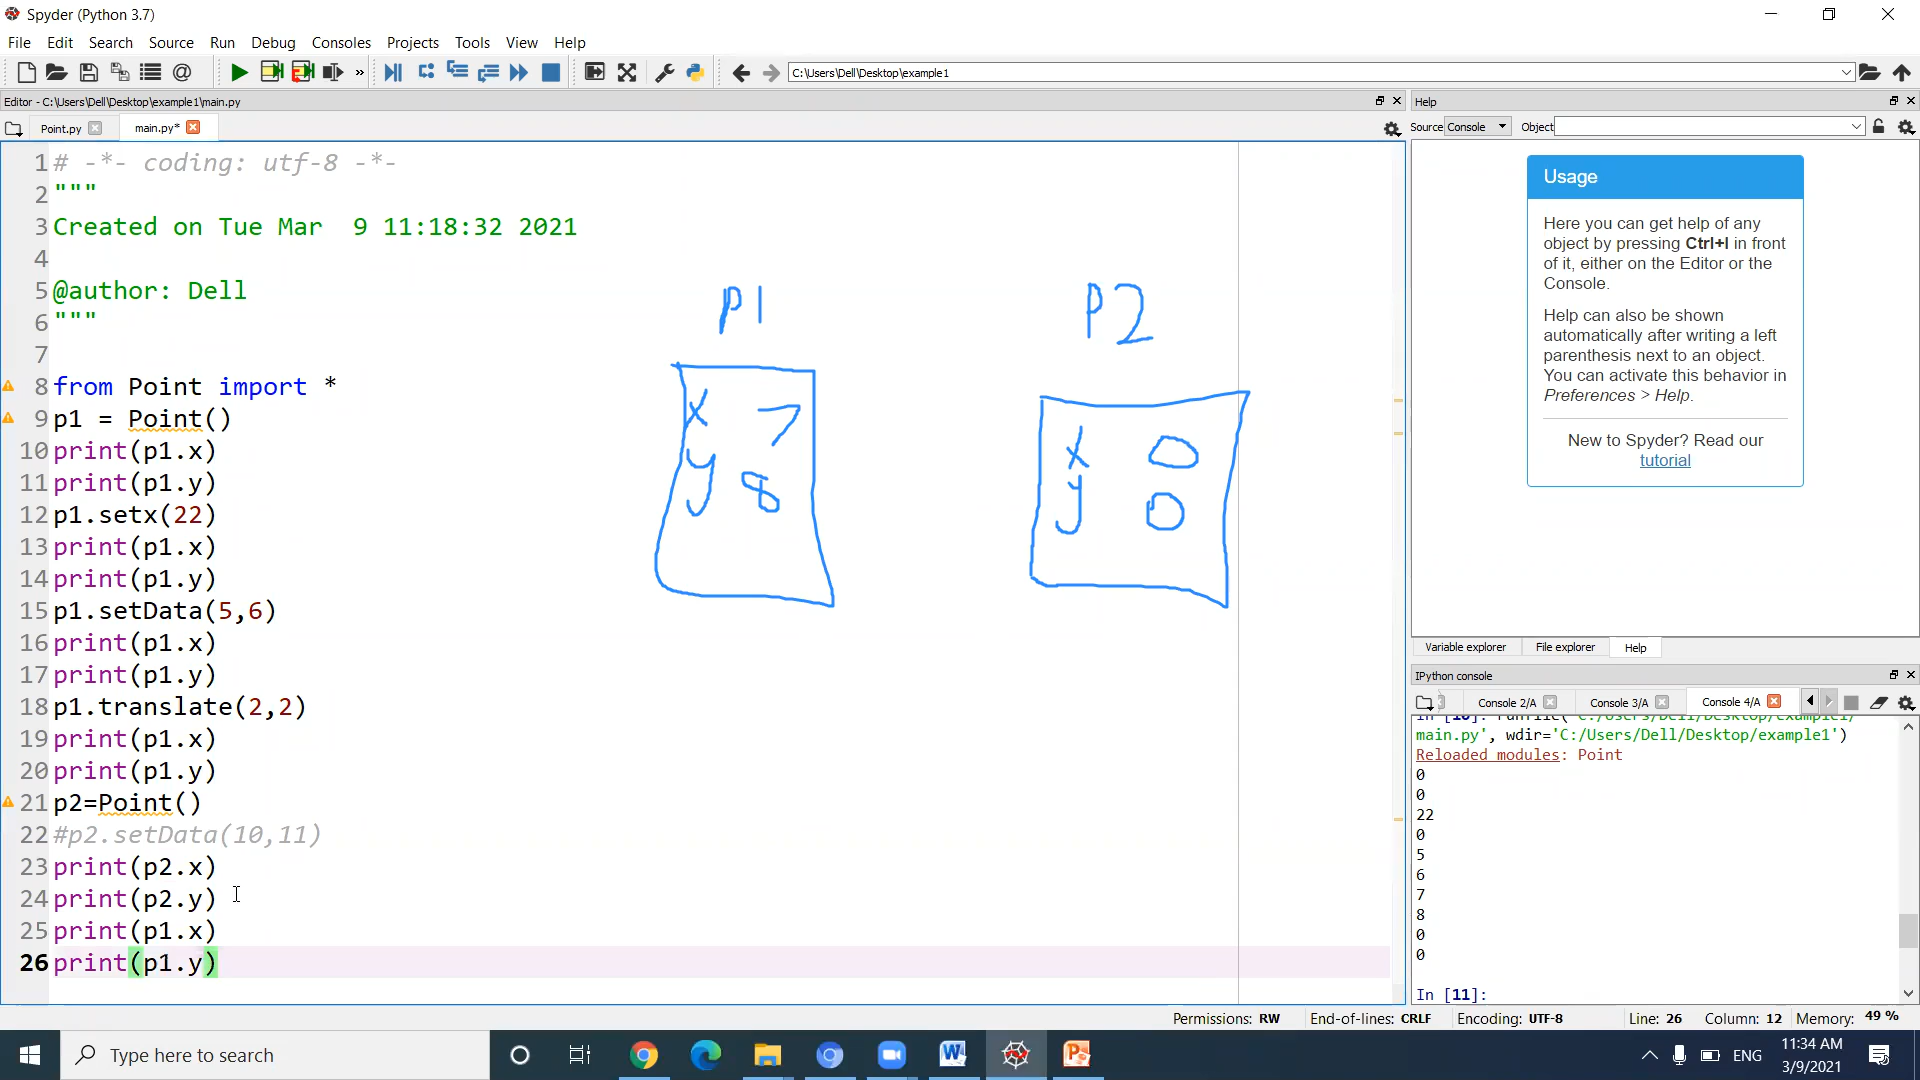 Spyder (Python 3.7)
File Edit Search Source Run Debug Consoles Projects Tools View Help
C:\Users\Dell\Desktop\example1
Editor - C:\Users\Dell\Desktop\example1\main.py
Point.py main.py*
1 # -*- coding: utf-8 -*-
2 """
3 Created on Tue Mar  9 11:18:32 2021
4
5 @author: Dell
6 """
7
8 from Point import *
9 p1 = Point()
10 print(p1.x)
11 print(p1.y)
12 p1.setx(22)
13 print(p1.x)
14 print(p1.y)
15 p1.setData(5,6)
16 print(p1.x)
17 print(p1.y)
18 p1.translate(2,2)
19 print(p1.x)
20 print(p1.y)
21 p2=Point()
22 #p2.setData(10,11)
23 print(p2.x)
24 print(p2.y)
25 print(p1.x)
26 print(p1.y)
P1
x 7
y 8
P2
x 0
y 0
Help
Source Console Object
Usage
Here you can get help of any
object by pressing Ctrl+I in front
of it, either on the Editor or the
Console.
Help can also be shown
automatically after writing a left
parenthesis next to an object.
You can activate this behavior in
Preferences > Help.
New to Spyder? Read our
tutorial
Variable explorer File explorer Help
IPython console
Console 2/A Console 3/A Console 4/A
In [10]: runfile('C:/Users/Dell/Desktop/example1/
main.py', wdir='C:/Users/Dell/Desktop/example1')
Reloaded modules: Point
0
0
22
0
5
6
7
8
0
0
In [11]:
Permissions: RW End-of-lines: CRLF Encoding: UTF-8 Line: 26 Column: 12 Memory: 49 %
Type here to search
ENG
11:34 AM
3/9/2021